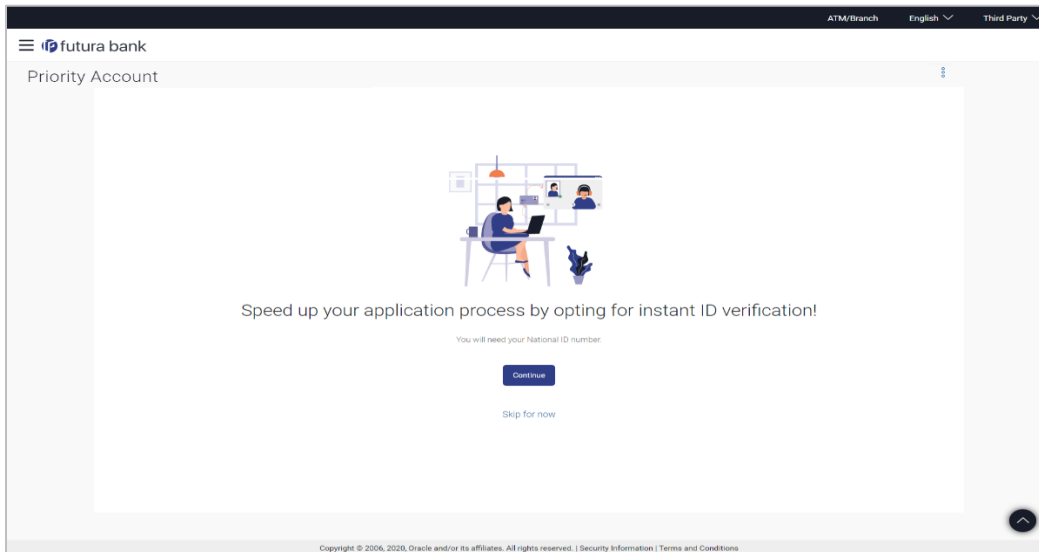 ATM/Branch English Third Party
futura bank
Priority Account
Speed up your application process by opting for instant ID verification!
You will need your National ID number.
Continue
Skip for now
Copyright © 2006, 2020, Oracle and/or its affiliates. All rights reserved. | Security Information | Terms and Conditions